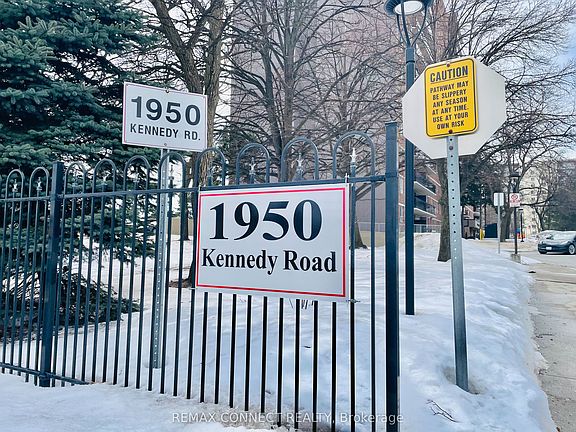 1950
KENNEDY RD.
CAUTION
PATHWAY MAY
BE SLIPPERY
ANY SEASON
AT ANY TIME.
USE AT YOUR
OWN RISK
1950
Kennedy Road
RE/MAX CONNECT REALTY, Brokerage